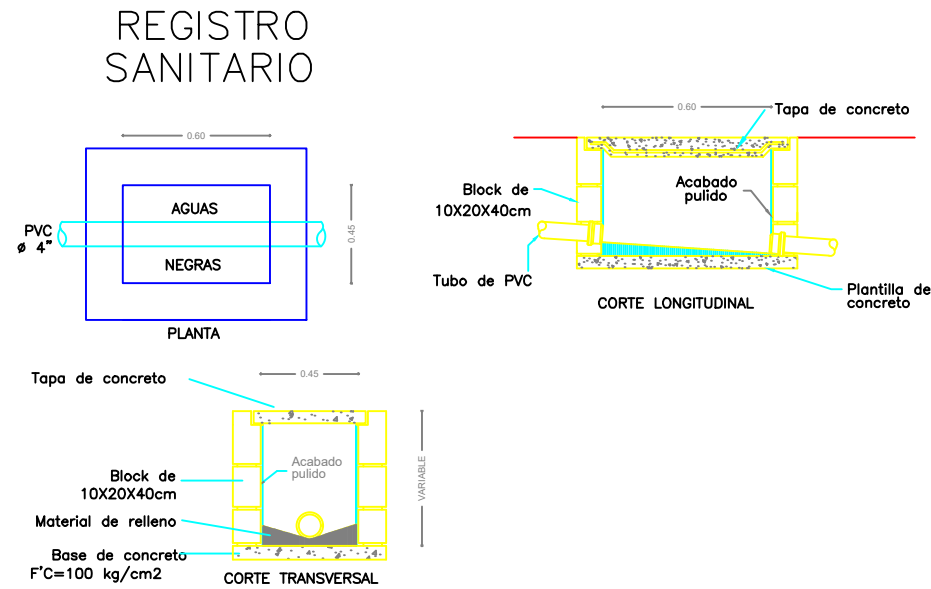 REGISTRO
SANITARIO
0.60
AGUAS
PVC
ø 4"
NEGRAS
0.45
PLANTA
0.60
Tapa de concreto
Block de
10X20X40cm
Acabado
pulido
Tubo de PVC
Plantilla de
concreto
CORTE LONGITUDINAL
Tapa de concreto
0.45
Acabado
pulido
VARIABLE
Block de
10X20X40cm
Material de relleno
Base de concreto
F'C=100 kg/cm2
CORTE TRANSVERSAL